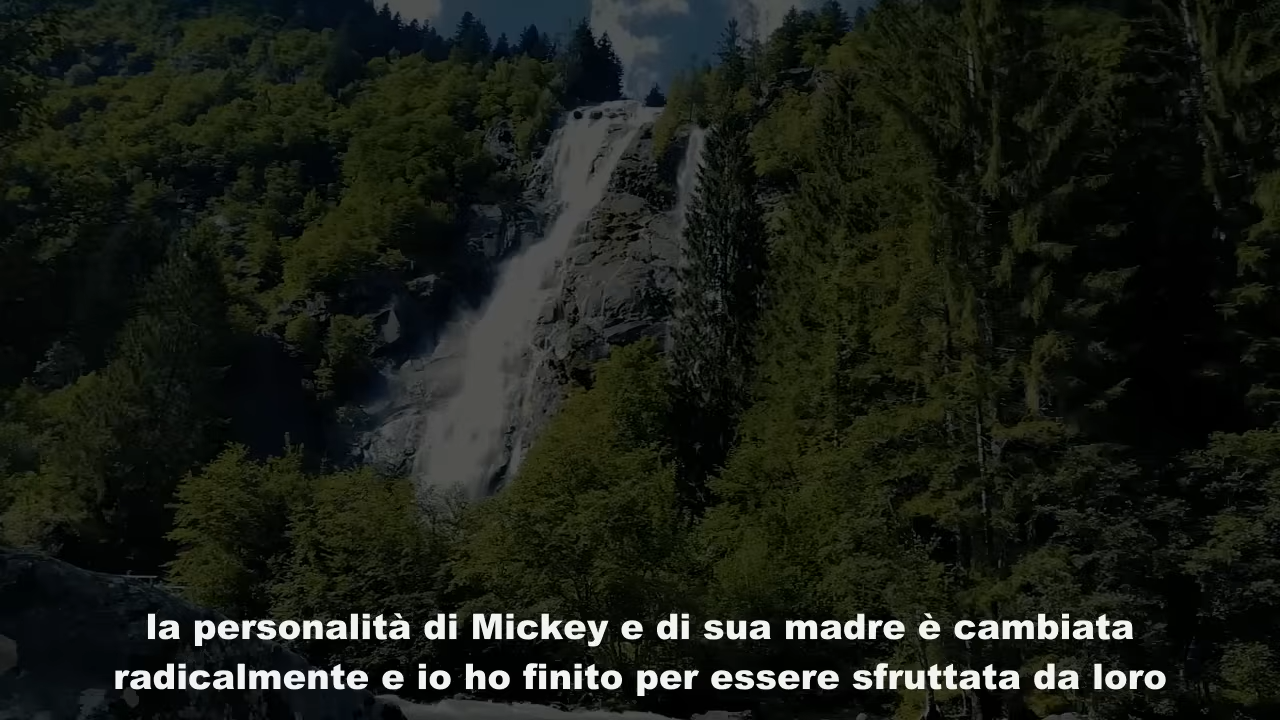 la personalità di Mickey e di sua madre è cambiata
radicalmente e io ho finito per essere sfruttata da loro